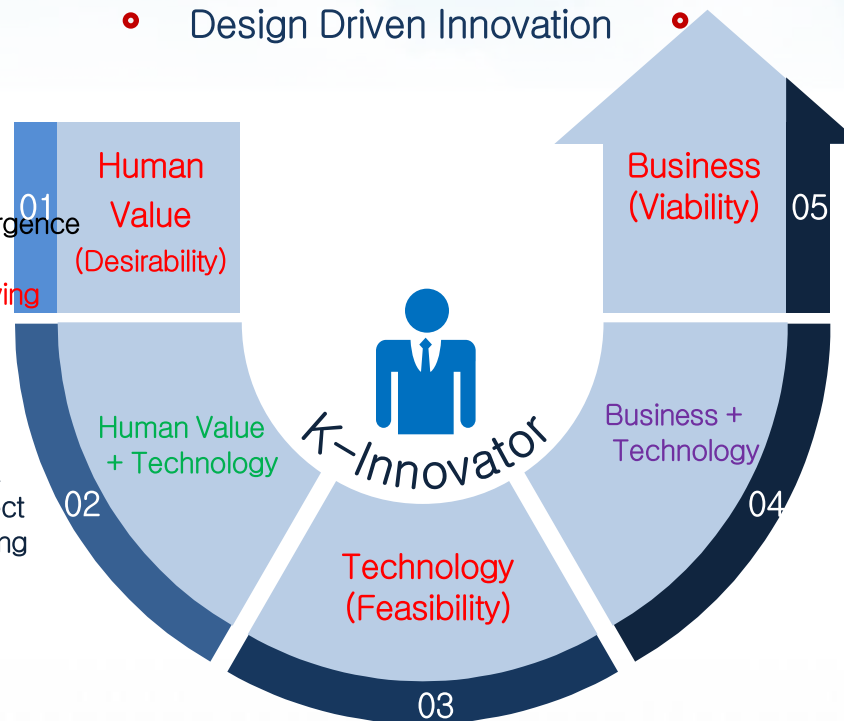 Design Driven Innovation
01
Human
Value
(Desirability)
Business
(Viability)
05
Human Value
+ Technology
02
K-Innovator
Business +
Technology
04
Technology
(Feasibility)
03